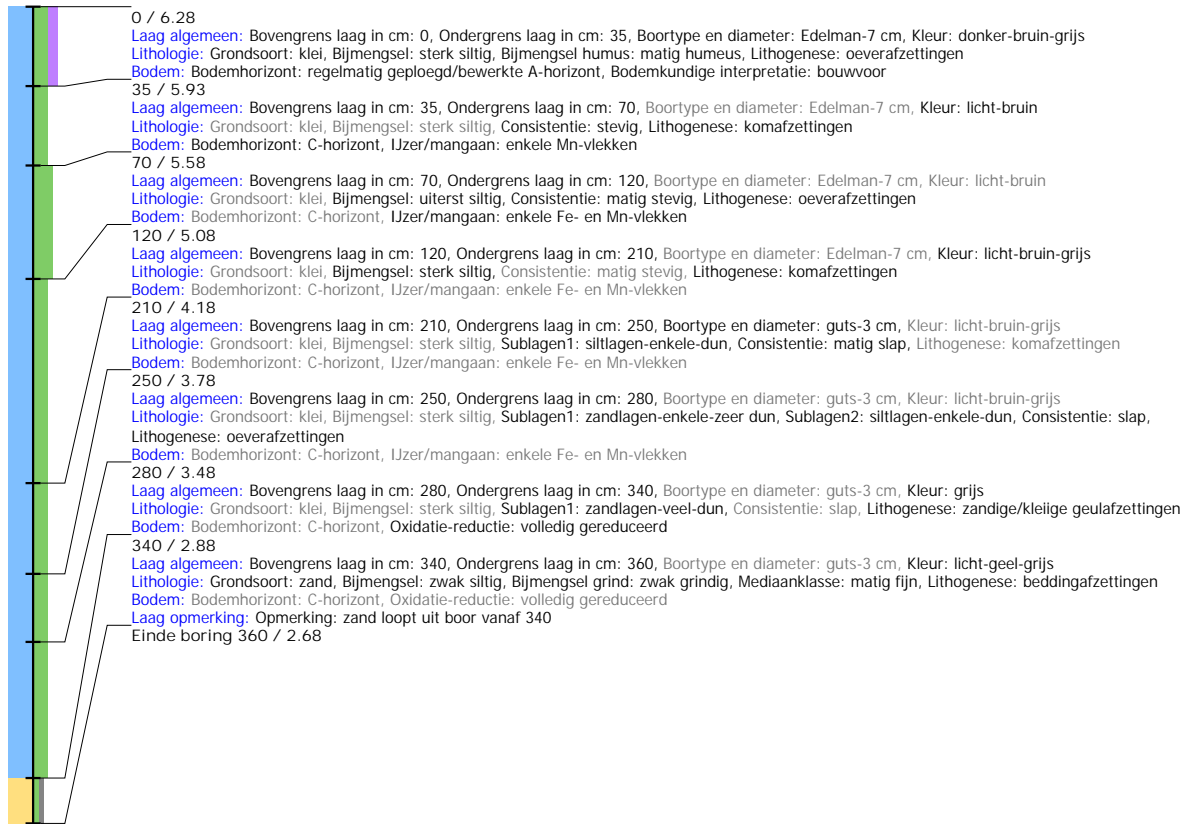 0 / 6.28
Laag algemeen: Bovengrens laag in cm: 0, Ondergrens laag in cm: 35, Boortype en diameter: Edelman-7 cm, Kleur: donker-bruin-grijs
Lithologie: Grondsoort: klei, Bijmengsel: sterk siltig, Bijmengsel humus: matig humeus, Lithogenese: oeverafzettingen
Bodem: Bodemhorizont: regelmatig geploegd/bewerkte A-horizont, Bodemkundige interpretatie: bouwvoor
35 / 5.93
Laag algemeen: Bovengrens laag in cm: 35, Ondergrens laag in cm: 70, Boortype en diameter: Edelman-7 cm, Kleur: licht-bruin
Lithologie: Grondsoort: klei, Bijmengsel: sterk siltig, Consistentie: stevig, Lithogenese: komafzettingen
Bodem: Bodemhorizont: C-horizont, IJzer/mangaan: enkele Mn-vlekken
70 / 5.58
Laag algemeen: Bovengrens laag in cm: 70, Ondergrens laag in cm: 120, Boortype en diameter: Edelman-7 cm, Kleur: licht-bruin
Lithologie: Grondsoort: klei, Bijmengsel: uiterst siltig, Consistentie: matig stevig, Lithogenese: oeverafzettingen
Bodem: Bodemhorizont: C-horizont, IJzer/mangaan: enkele Fe- en Mn-vlekken
120 / 5.08
Laag algemeen: Bovengrens laag in cm: 120, Ondergrens laag in cm: 210, Boortype en diameter: Edelman-7 cm, Kleur: licht-bruin-grijs
Lithologie: Grondsoort: klei, Bijmengsel: sterk siltig, Consistentie: matig stevig, Lithogenese: komafzettingen
Bodem: Bodemhorizont: C-horizont, IJzer/mangaan: enkele Fe- en Mn-vlekken
210 / 4.18
Laag algemeen: Bovengrens laag in cm: 210, Ondergrens laag in cm: 250, Boortype en diameter: guts-3 cm, Kleur: licht-bruin-grijs
Lithologie: Grondsoort: klei, Bijmengsel: sterk siltig, Sublagen1: siltlagen-enkele-dun, Consistentie: matig slap, Lithogenese: komafzettingen
Bodem: Bodemhorizont: C-horizont, IJzer/mangaan: enkele Fe- en Mn-vlekken
250 / 3.78
Laag algemeen: Bovengrens laag in cm: 250, Ondergrens laag in cm: 280, Boortype en diameter: guts-3 cm, Kleur: licht-bruin-grijs
Lithologie: Grondsoort: klei, Bijmengsel: sterk siltig, Sublagen1: zandlagen-enkele-zeer dun, Sublagen2: siltlagen-enkele-dun, Consistentie: slap,
Lithogenese: oeverafzettingen
Bodem: Bodemhorizont: C-horizont, IJzer/mangaan: enkele Fe- en Mn-vlekken
280 / 3.48
Laag algemeen: Bovengrens laag in cm: 280, Ondergrens laag in cm: 340, Boortype en diameter: guts-3 cm, Kleur: grijs
Lithologie: Grondsoort: klei, Bijmengsel: sterk siltig, Sublagen1: zandlagen-veel-dun, Consistentie: slap, Lithogenese: zandige/kleiige geulafzettingen
Bodem: Bodemhorizont: C-horizont, Oxidatie-reductie: volledig gereduceerd
340 / 2.88
Laag algemeen: Bovengrens laag in cm: 340, Ondergrens laag in cm: 360, Boortype en diameter: guts-3 cm, Kleur: licht-geel-grijs
Lithologie: Grondsoort: zand, Bijmengsel: zwak siltig, Bijmengsel grind: zwak grindig, Mediaanklasse: matig fijn, Lithogenese: beddingafzettingen
Bodem: Bodemhorizont: C-horizont, Oxidatie-reductie: volledig gereduceerd
Laag opmerking: Opmerking: zand loopt uit boor vanaf 340
Einde boring 360 / 2.68